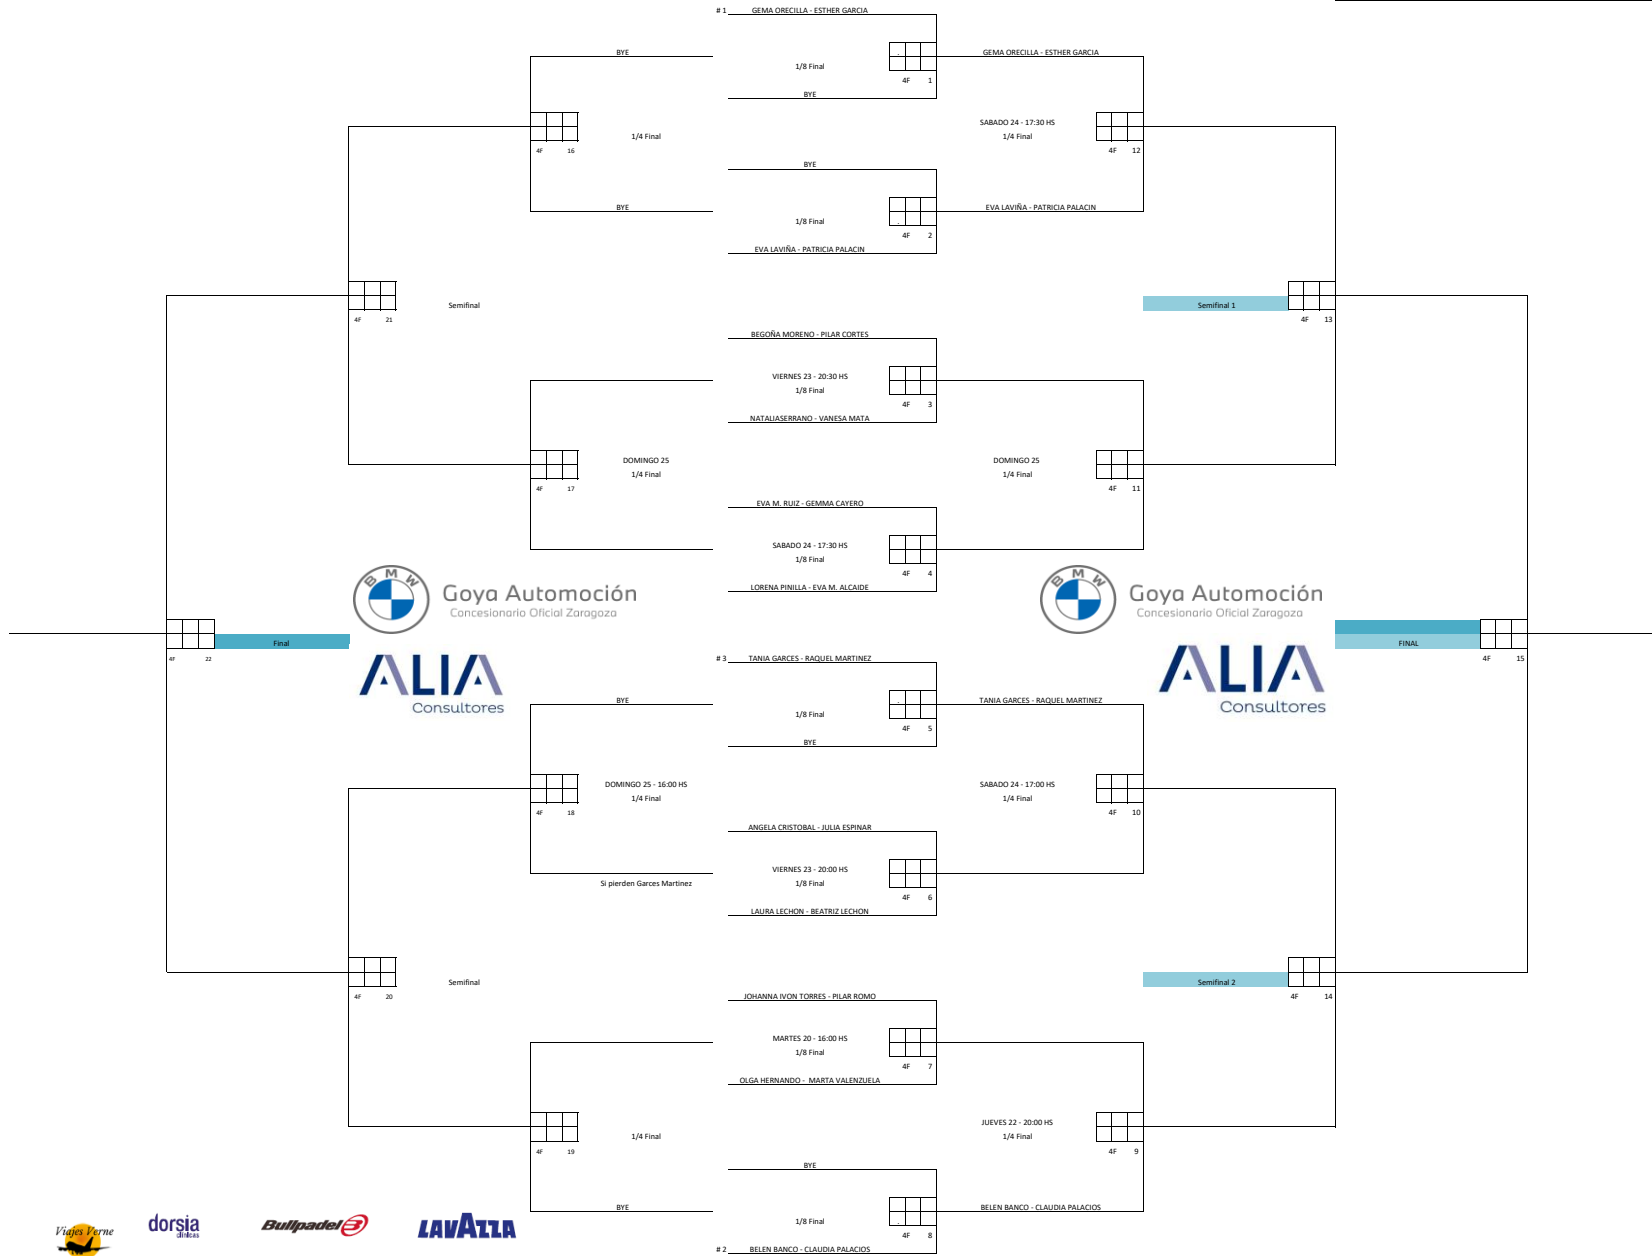 # 1 GEMA ORECILLA - ESTHER GARCIA
BYE
GEMA ORECILLA - ESTHER GARCIA
1/8 Final
4F 1
BYE
SABADO 24 - 17:30 HS
1/4 Final
1/4 Final
4F 16
4F 12
BYE
BYE
EVA LAVIÑA - PATRICIA PALACIN
1/8 Final
4F 2
EVA LAVIÑA - PATRICIA PALACIN
Semifinal
Semifinal 1
4F 21
4F 13
BEGOÑA MORENO - PILAR CORTES
VIERNES 23 - 20:30 HS
1/8 Final
4F 3
NATALIASERRANO - VANESA MATA
DOMINGO 25
1/4 Final
DOMINGO 25
1/4 Final
4F 17
4F 11
EVA M. RUIZ - GEMMA CAYERO
SABADO 24 - 17:30 HS
1/8 Final
4F 4
LORENA PINILLA - EVA M. ALCAIDE
BMW
Goya Automoción
Concesionario Oficial Zaragoza
BMW
Goya Automoción
Concesionario Oficial Zaragoza
Final
FINAL
4F 22
4F 15
ALIA
Consultores
ALIA
Consultores
# 3 TANIA GARCES - RAQUEL MARTINEZ
BYE
TANIA GARCES - RAQUEL MARTINEZ
1/8 Final
4F 5
BYE
DOMINGO 25 - 16:00 HS
1/4 Final
SABADO 24 - 17:00 HS
1/4 Final
4F 18
4F 10
ANGELA CRISTOBAL - JULIA ESPINAR
VIERNES 23 - 20:00 HS
1/8 Final
Si pierden Garces Martinez
4F 6
LAURA LECHON - BEATRIZ LECHON
Semifinal
Semifinal 2
4F 20
4F 14
JOHANNA IVON TORRES - PILAR ROMO
MARTES 20 - 16:00 HS
1/8 Final
4F 7
OLGA HERNANDO - MARTA VALENZUELA
JUEVES 22 - 20:00 HS
1/4 Final
1/4 Final
4F 19
4F 9
BYE
BYE
BELEN BANCO - CLAUDIA PALACIOS
1/8 Final
4F 8
# 2 BELEN BANCO - CLAUDIA PALACIOS
Viajes Verne
dorsia
clínicas
Bullpadel
LAVAZZA